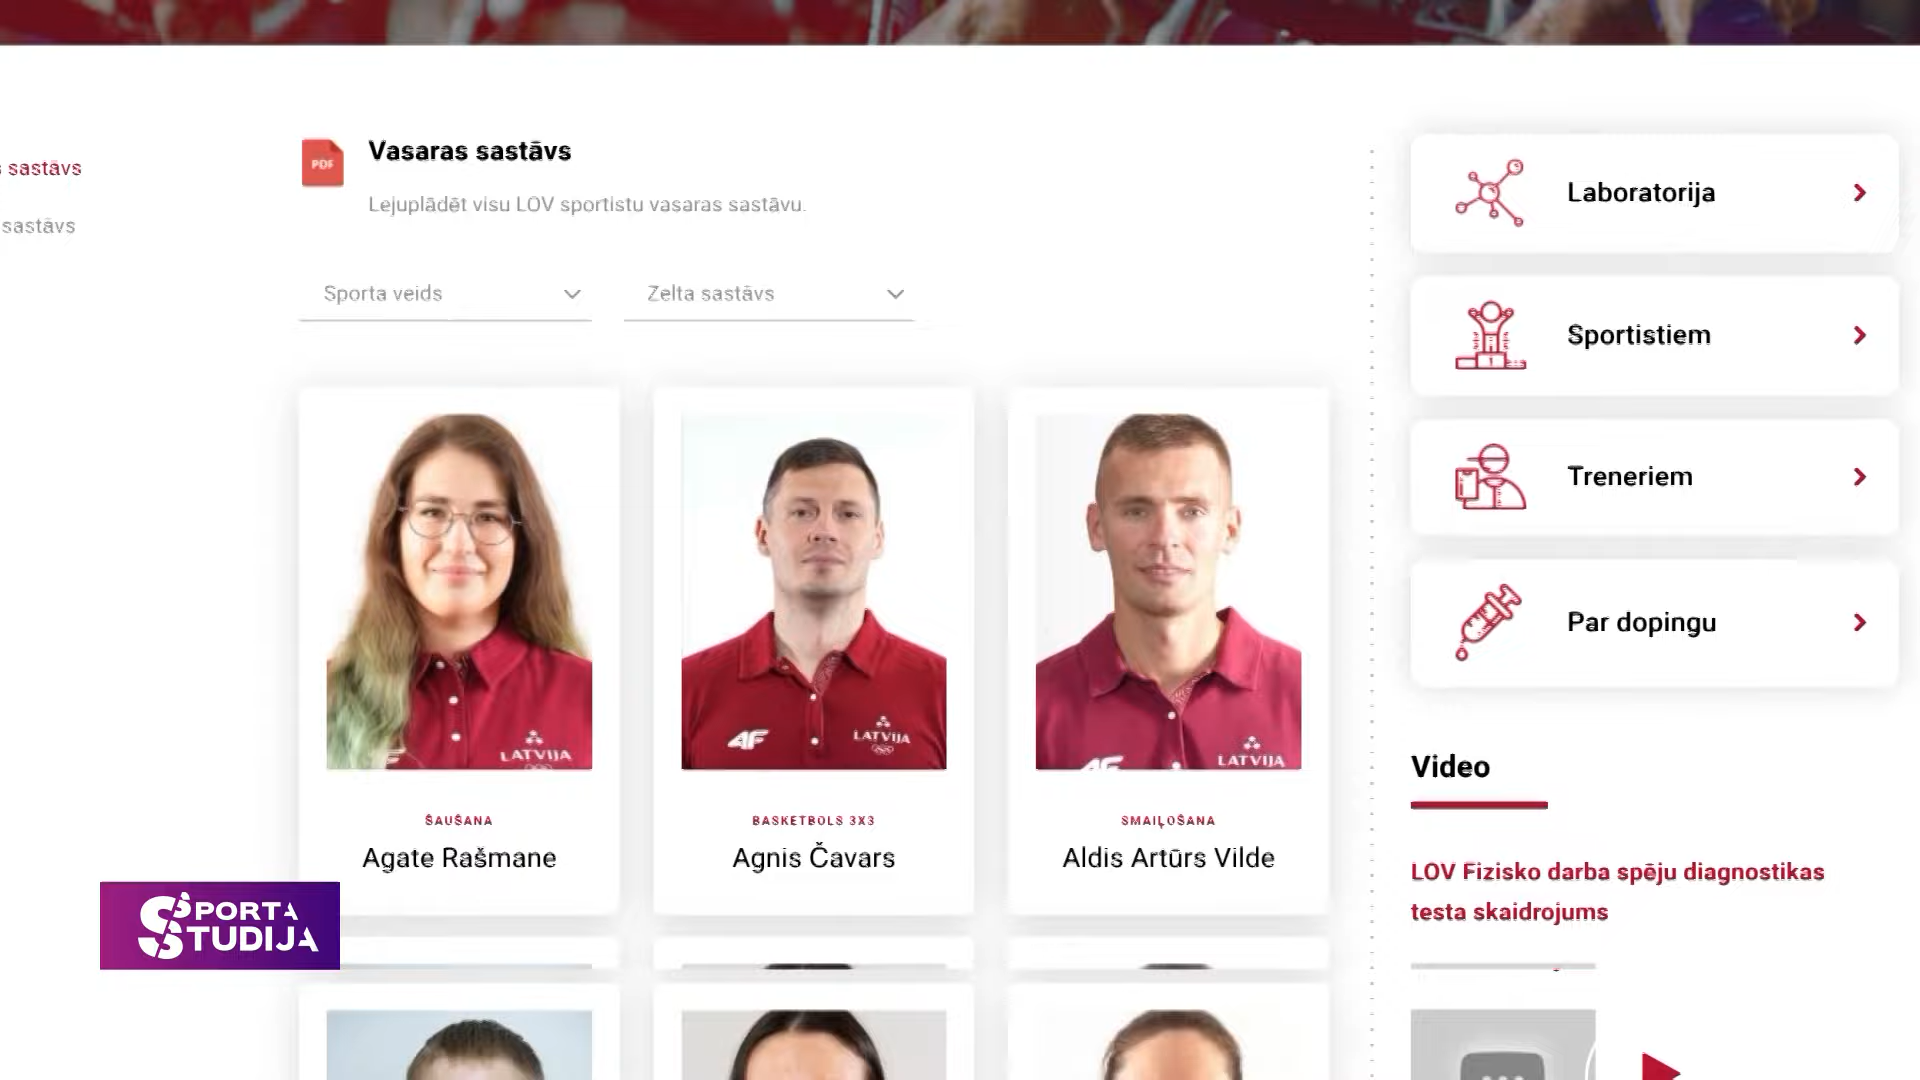 sastāvs
sastāvs
PDF
Vasaras sastāvs
Lejuplādēt visu LOV sportistu vasaras sastāvu.
Sporta veids
Zelta sastāvs
LATVIJA
4F
LATVIJA
4F
LATVIJA
ŠAUŠANA
BASKETBOLS 3X3
SMAIĻOŠANA
Agate Rašmane
Agnis Čavars
Aldis Artūrs Vilde
SPORTA
STUDIJA
Laboratorija
1
Sportistiem
Treneriem
Par dopingu
Video
LOV Fizisko darba spēju diagnostikas
testa skaidrojums